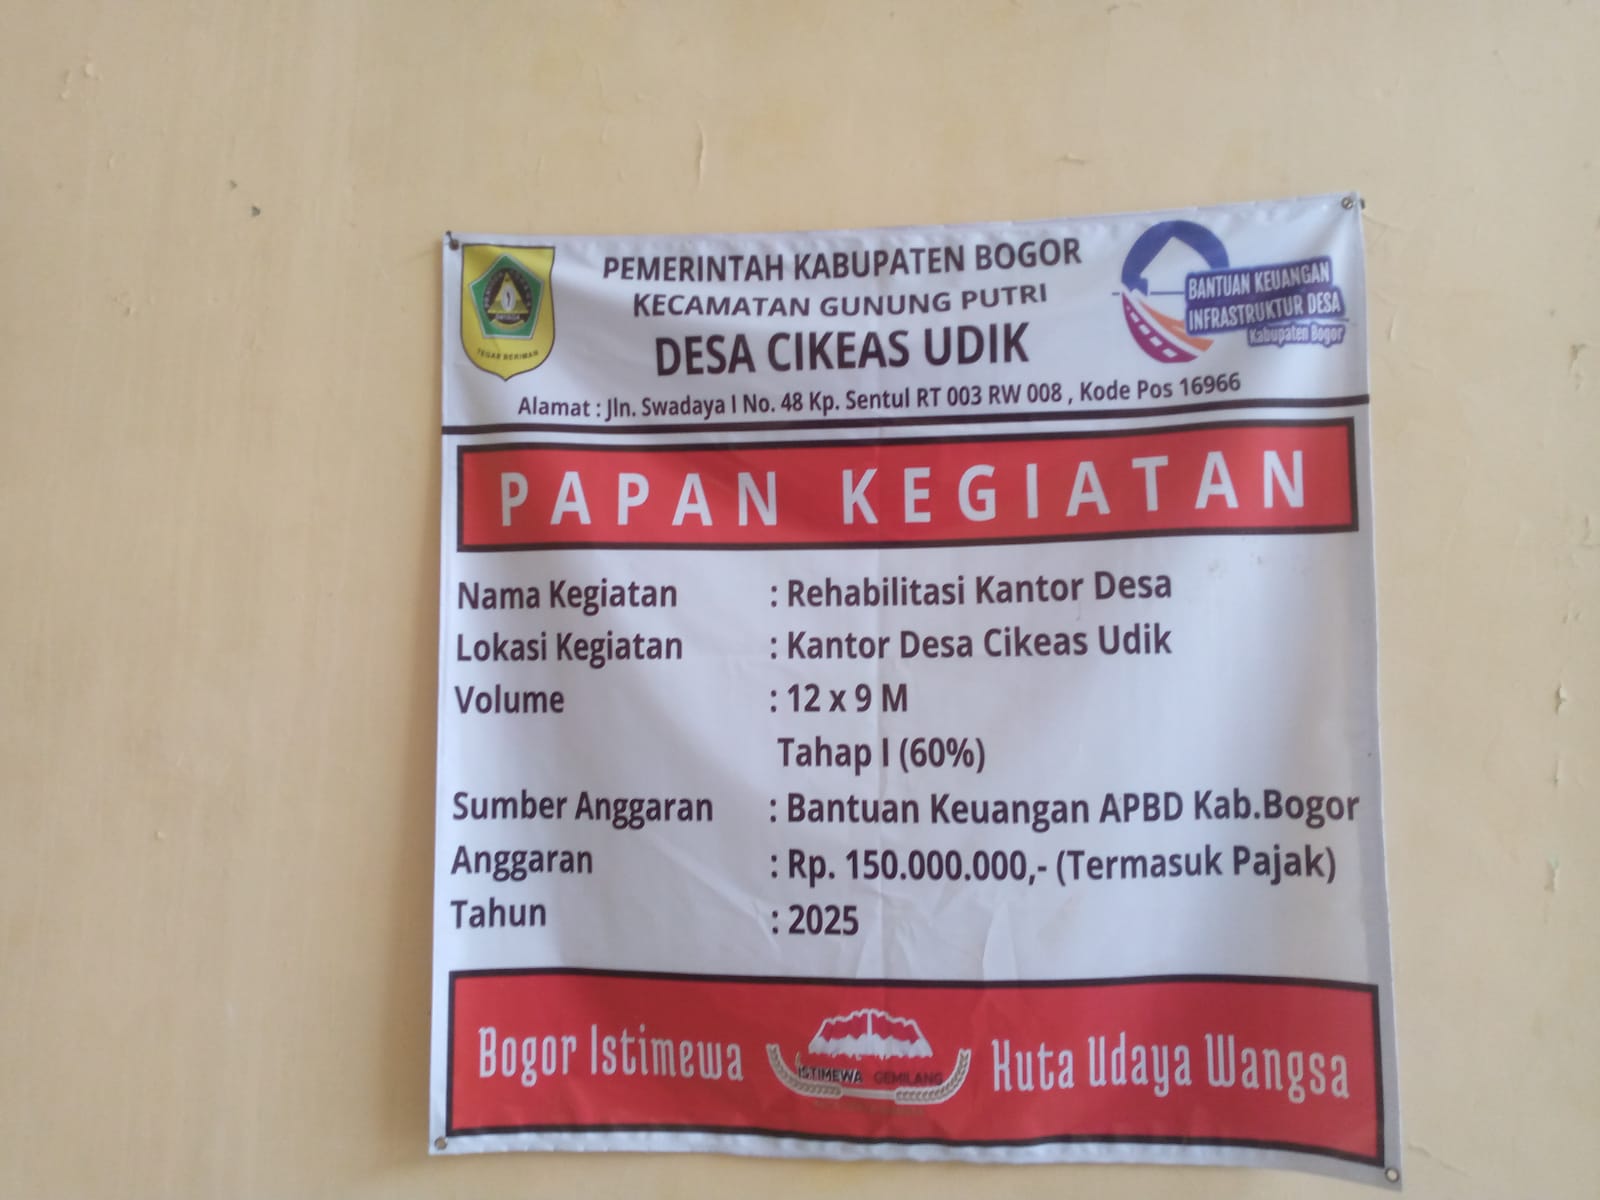 PEMERINTAH KABUPATEN BOGOR
KECAMATAN GUNUNG PUTRI
DESA CIKEAS UDIK
Alamat : Jln. Swadaya I No. 48 Kp. Sentul RT 003 RW 008 , Kode Pos 16966
TEGAR BERIMAN
BANTUAN KEUANGAN
INFRASTRUKTUR DESA
Kabupaten Bogor
PAPAN KEGIATAN
Nama Kegiatan : Rehabilitasi Kantor Desa
Lokasi Kegiatan : Kantor Desa Cikeas Udik
Volume : 12 x 9 M
Tahap I (60%)
Sumber Anggaran : Bantuan Keuangan APBD Kab.Bogor
Anggaran : Rp. 150.000.000,- (Termasuk Pajak)
Tahun : 2025
Bogor Istimewa
ISTIMEWA GEMILANG
Kuta Udaya Wangsa